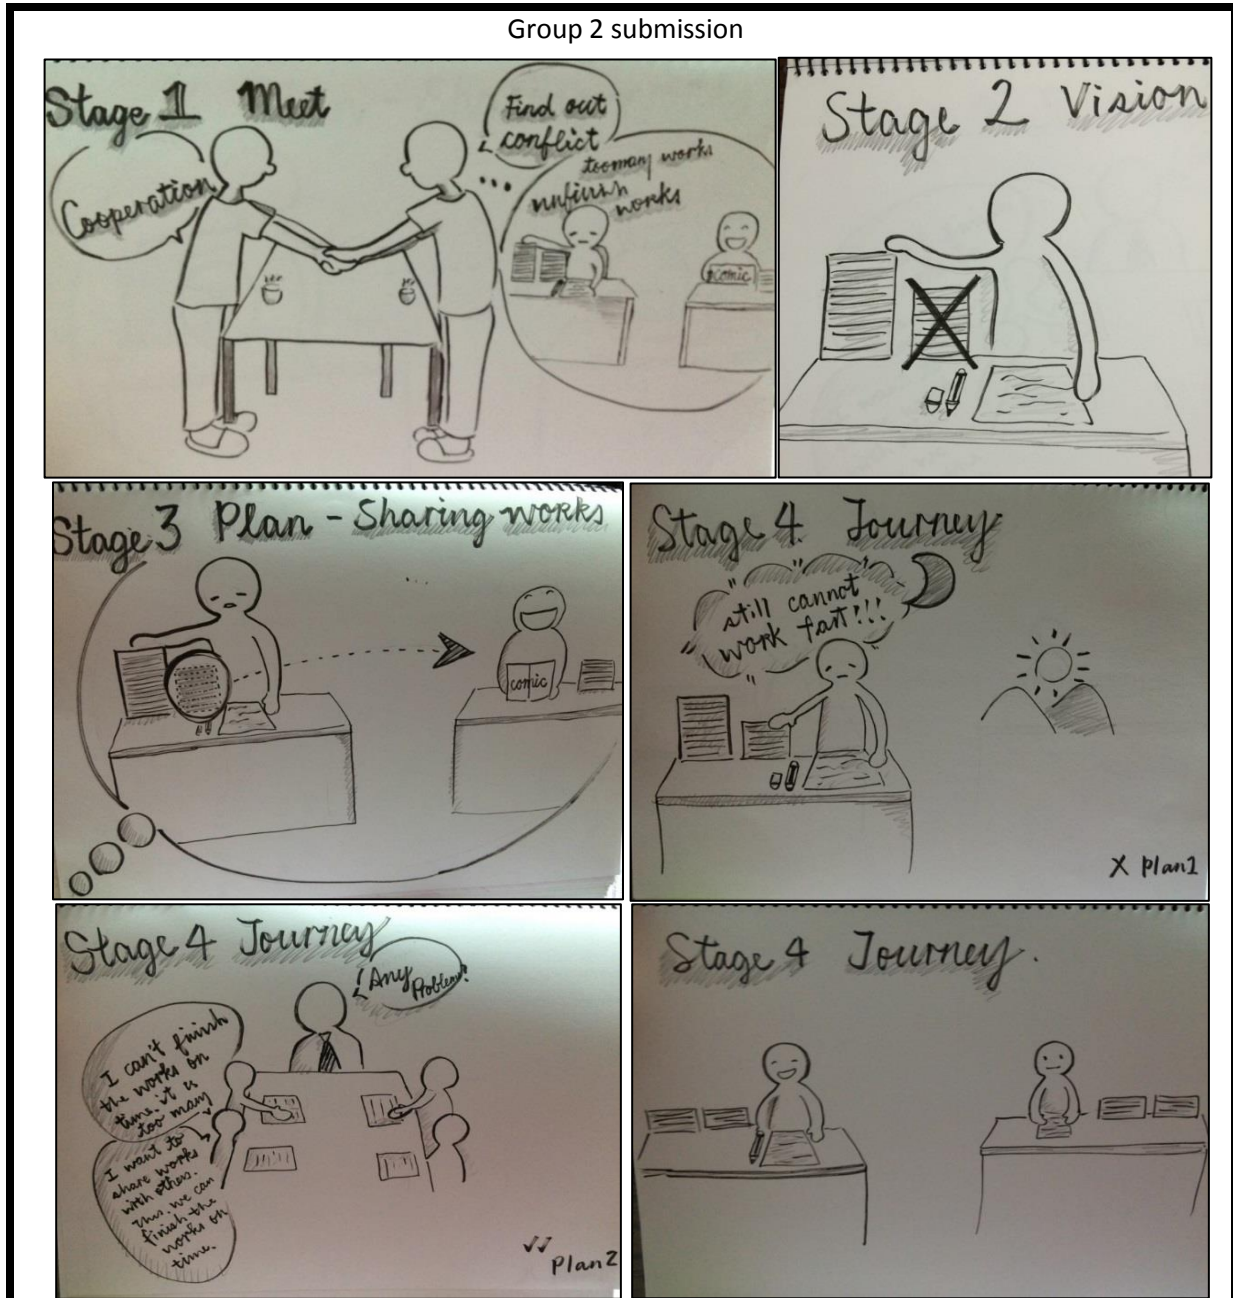 Group 2 submission
Stage 1 Meet
Cooperation
Find out
conflict
...
too many works
unfinish
works
comic
Stage 2 Vision
Stage 3 Plan - Sharing works
comic
Stage 4 Journey
still cannot
work fast!!!
X Plan1
Stage 4 Journey
Any
Problems?
I can't finish
the works on
time. it is
too many
I want to
share works
with others.
Thus, we can
finish the
works on
time.
✓✓
Plan2
Stage 4 Journey.